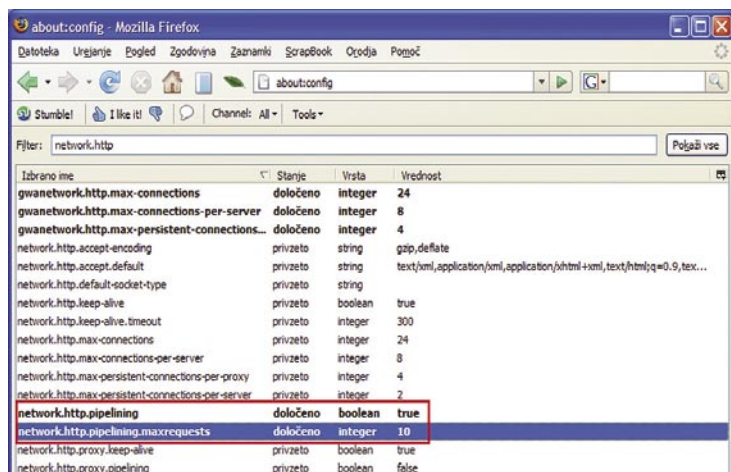 about:config - Mozilla Firefox
Datoteka Urejanje Pogled Zgodovina Zaznamki ScrapBook Orodja Pomoč
about:config
G
Stumble! I like it! Channel: All Tools
Filter: network.http Pokaži vse
Izbrano ime Stanje Vrsta Vrednost
gwanetwork.http.max-connections določeno integer 24
gwanetwork.http.max-connections-per-server določeno integer 8
gwanetwork.http.max-persistent-connections... določeno integer 4
network.http.accept-encoding privzeto string gzip,deflate
network.http.accept.default privzeto string text/xml,application/xml,application/xhtml+xml,text/html;q=0.9,tex...
network.http.default-socket-type privzeto string
network.http.keep-alive privzeto boolean true
network.http.keep-alive.timeout privzeto integer 300
network.http.max-connections privzeto integer 24
network.http.max-connections-per-server privzeto integer 8
network.http.max-persistent-connections-per-proxy privzeto integer 4
network.http.max-persistent-connections-per-server privzeto integer 2
network.http.pipelining določeno boolean true
network.http.pipelining.maxrequests določeno integer 10
network.http.proxy.keep-alive privzeto boolean true
network.http.proxy.pipelining privzeto boolean false